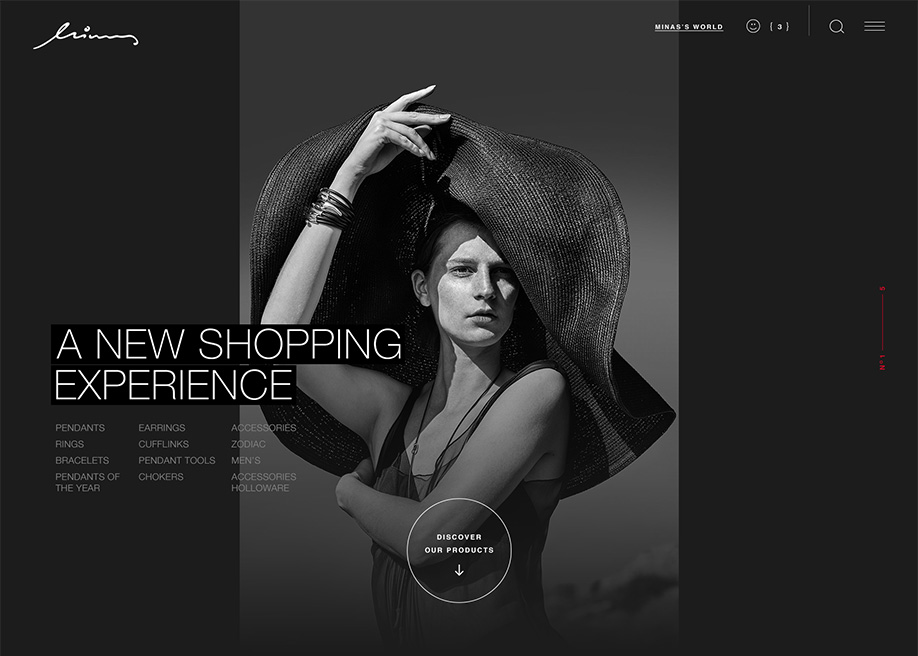 Minas
MINAS'S WORLD
{ 3 }
A NEW SHOPPING
EXPERIENCE
PENDANTS
RINGS
BRACELETS
PENDANTS OF
THE YEAR
EARRINGS
CUFFLINKS
PENDANT TOOLS
CHOKERS
ACCESSORIES
ZODIAC
MEN'S
ACCESSORIES
HOLLOWARE
DISCOVER
OUR PRODUCTS
Nº1 5